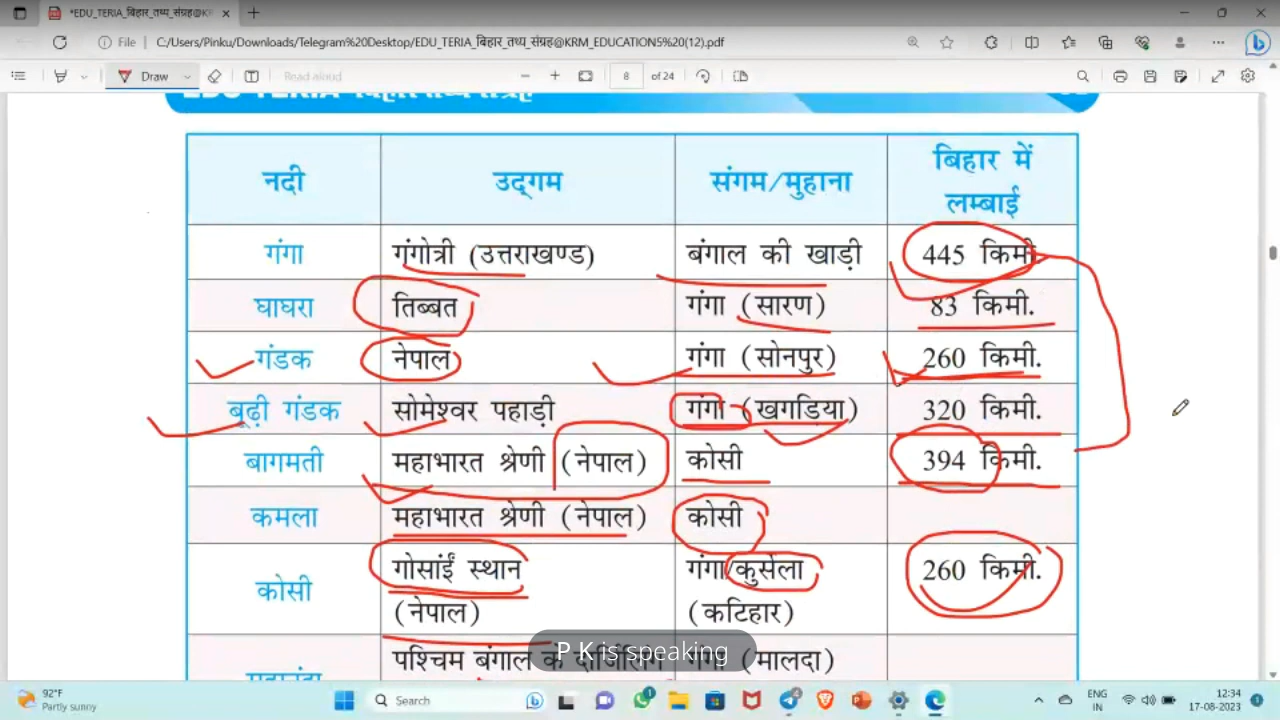 *EDU_TERIA_बिहार_तथ्य_संग्रह@KR
File C:/Users/Pinku/Downloads/Telegram%20Desktop/EDU_TERIA_बिहार_तथ्य_संग्रह@KRM_EDUCATION5%20(12).pdf
Draw Read aloud 8 of 24
नदी उद्‌गम संगम/मुहाना बिहार में लम्बाई
गंगा गंगोत्री (उत्तराखण्ड) बंगाल की खाड़ी 445 किमी.
घाघरा तिब्बत गंगा (सारण) 83 किमी.
गंडक नेपाल गंगा (सोनपुर) 260 किमी.
बूढ़ी गंडक सोमेश्वर पहाड़ी गंगा (खगड़िया) 320 किमी.
बागमती महाभारत श्रेणी (नेपाल) कोसी 394 किमी.
कमला महाभारत श्रेणी (नेपाल) कोसी
कोसी गोसांईं स्थान (नेपाल) गंगा/कुर्सेला (कटिहार) 260 किमी.
पश्चिम बंगाल के दार्जिलिंग गंगा (मालदा)
P K is speaking
92°F
Partly sunny
Search
ENG
IN
12:34
17-08-2023